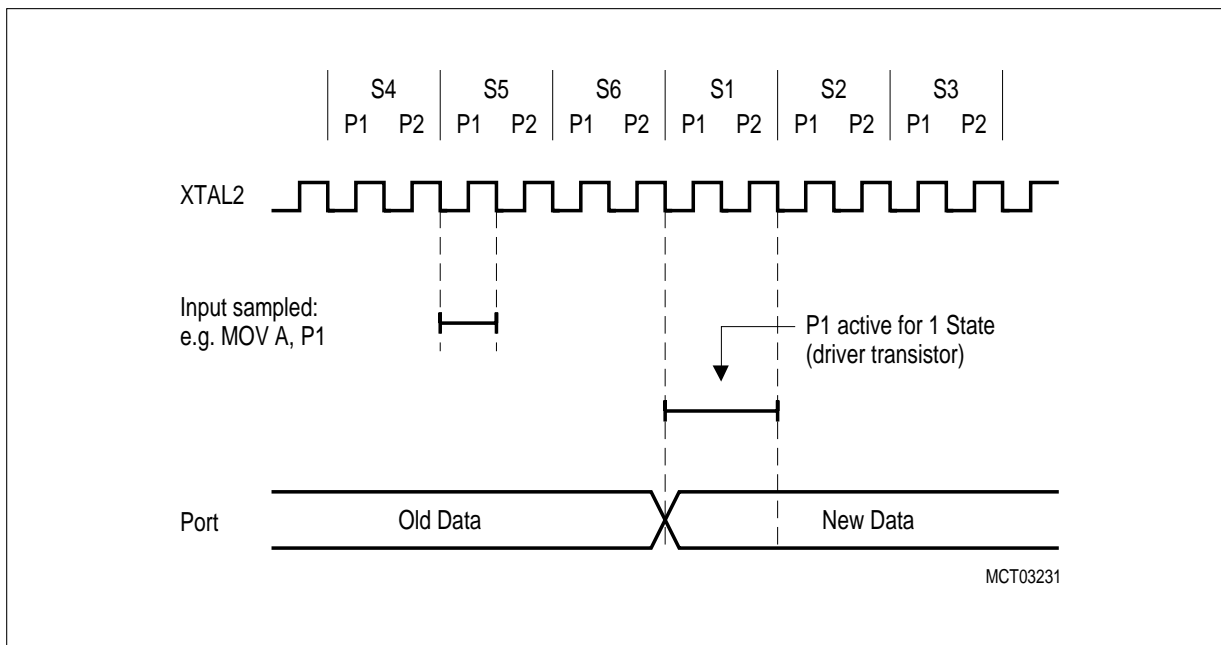 S4 S5 S6 S1 S2 S3
P1 P2 P1 P2 P1 P2 P1 P2 P1 P2 P1 P2
XTAL2
Input sampled:
e.g. MOV A, P1
P1 active for 1 State
(driver transistor)
Port
Old Data
New Data
MCT03231